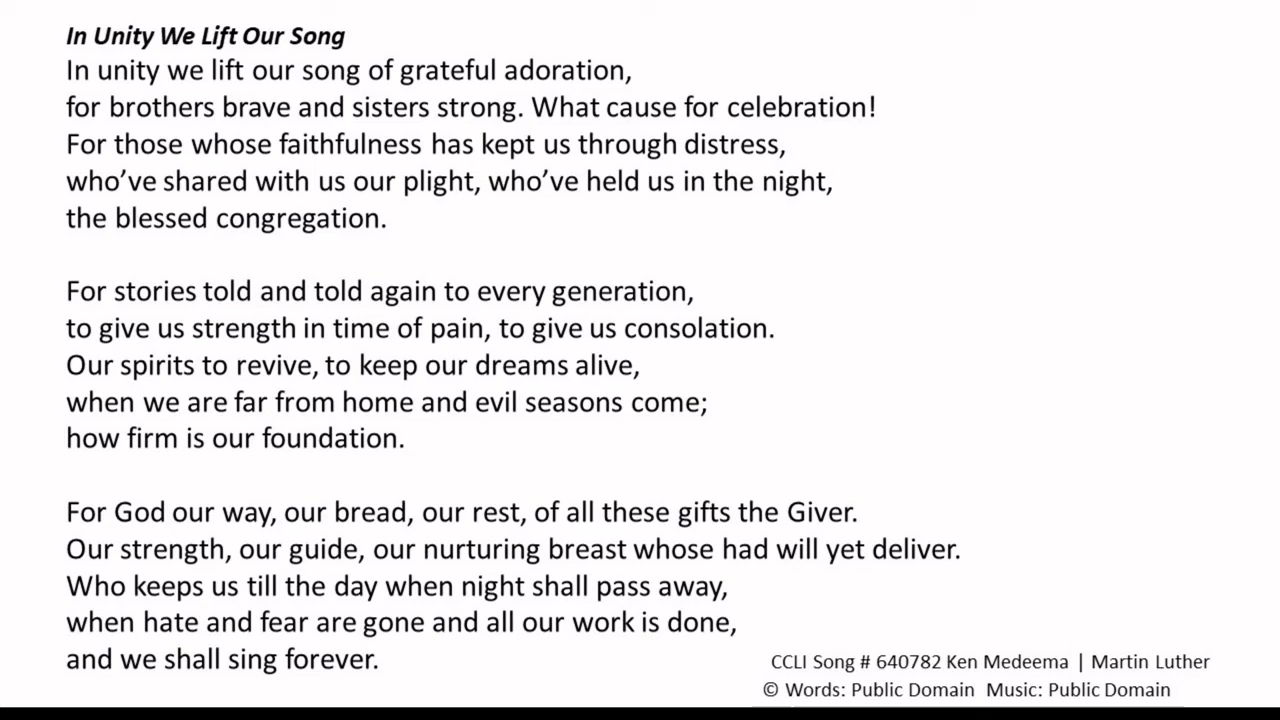 In Unity We Lift Our Song
In unity we lift our song of grateful adoration,
for brothers brave and sisters strong. What cause for celebration!
For those whose faithfulness has kept us through distress,
who’ve shared with us our plight, who’ve held us in the night,
the blessed congregation.
For stories told and told again to every generation,
to give us strength in time of pain, to give us consolation.
Our spirits to revive, to keep our dreams alive,
when we are far from home and evil seasons come;
how firm is our foundation.
For God our way, our bread, our rest, of all these gifts the Giver.
Our strength, our guide, our nurturing breast whose had will yet deliver.
Who keeps us till the day when night shall pass away,
when hate and fear are gone and all our work is done,
and we shall sing forever.
CCLI Song # 640782 Ken Medeema | Martin Luther
© Words: Public Domain  Music: Public Domain